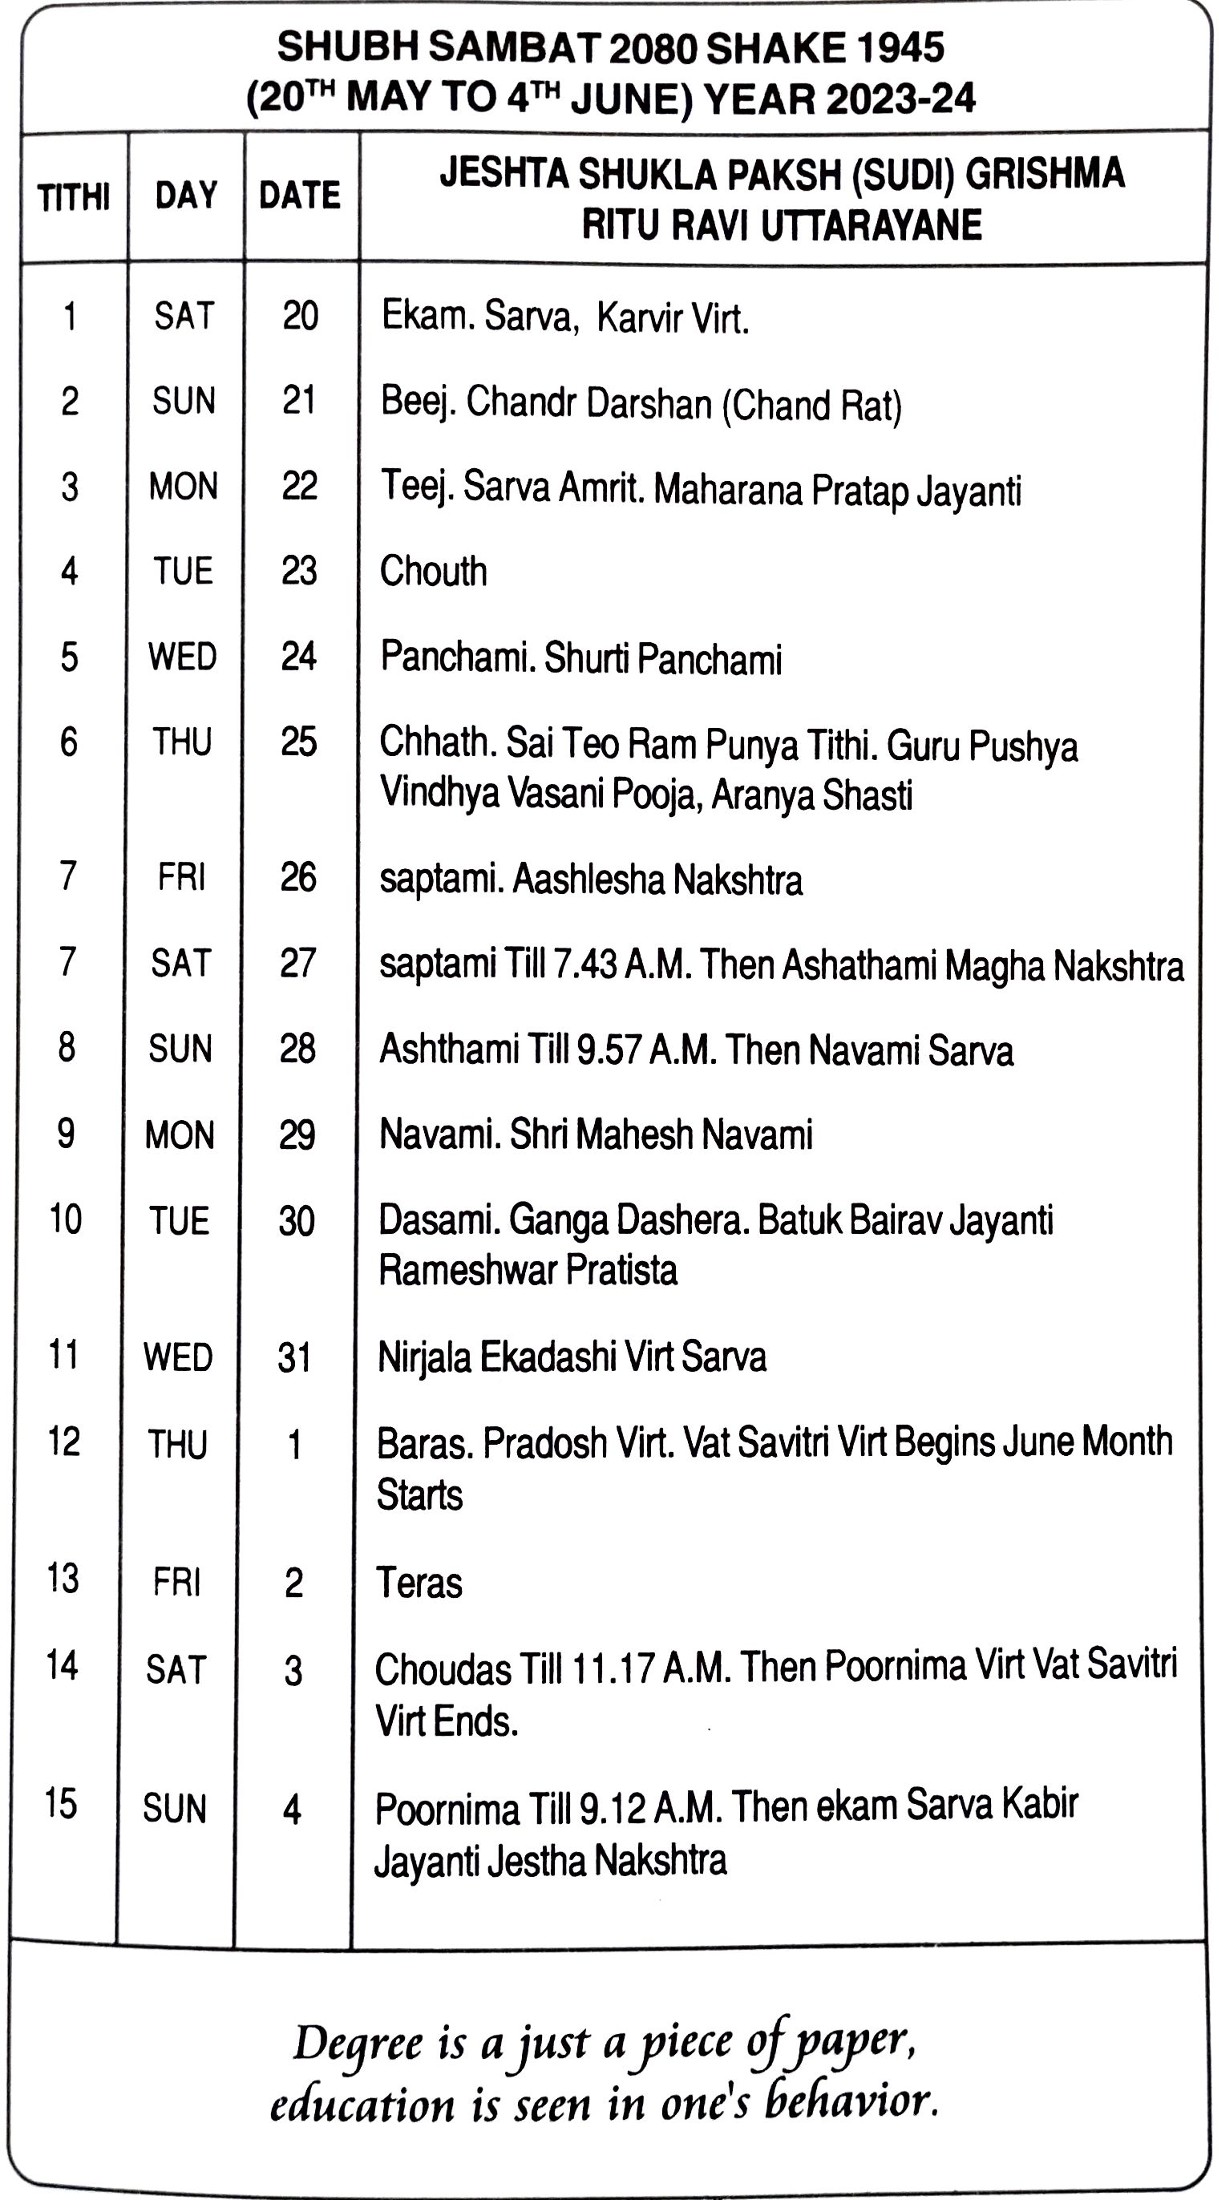 SHUBH SAMBAT 2080 SHAKE 1945
(20TH MAY TO 4TH JUNE) YEAR 2023-24
TITHI DAY DATE JESHTA SHUKLA PAKSH (SUDI) GRISHMA
RITU RAVI UTTARAYANE
1 SAT 20 Ekam. Sarva, Karvir Virt.
2 SUN 21 Beej. Chandr Darshan (Chand Rat)
3 MON 22 Teej. Sarva Amrit. Maharana Pratap Jayanti
4 TUE 23 Chouth
5 WED 24 Panchami. Shurti Panchami
6 THU 25 Chhath. Sai Teo Ram Punya Tithi. Guru Pushya
Vindhya Vasani Pooja, Aranya Shasti
7 FRI 26 saptami. Aashlesha Nakshtra
7 SAT 27 saptami Till 7.43 A.M. Then Ashathami Magha Nakshtra
8 SUN 28 Ashthami Till 9.57 A.M. Then Navami Sarva
9 MON 29 Navami. Shri Mahesh Navami
10 TUE 30 Dasami. Ganga Dashera. Batuk Bairav Jayanti
Rameshwar Pratista
11 WED 31 Nirjala Ekadashi Virt Sarva
12 THU 1 Baras. Pradosh Virt. Vat Savitri Virt Begins June Month
Starts
13 FRI 2 Teras
14 SAT 3 Choudas Till 11.17 A.M. Then Poornima Virt Vat Savitri
Virt Ends.
15 SUN 4 Poornima Till 9.12 A.M. Then ekam Sarva Kabir
Jayanti Jestha Nakshtra
Degree is a just a piece of paper,
education is seen in one's behavior.